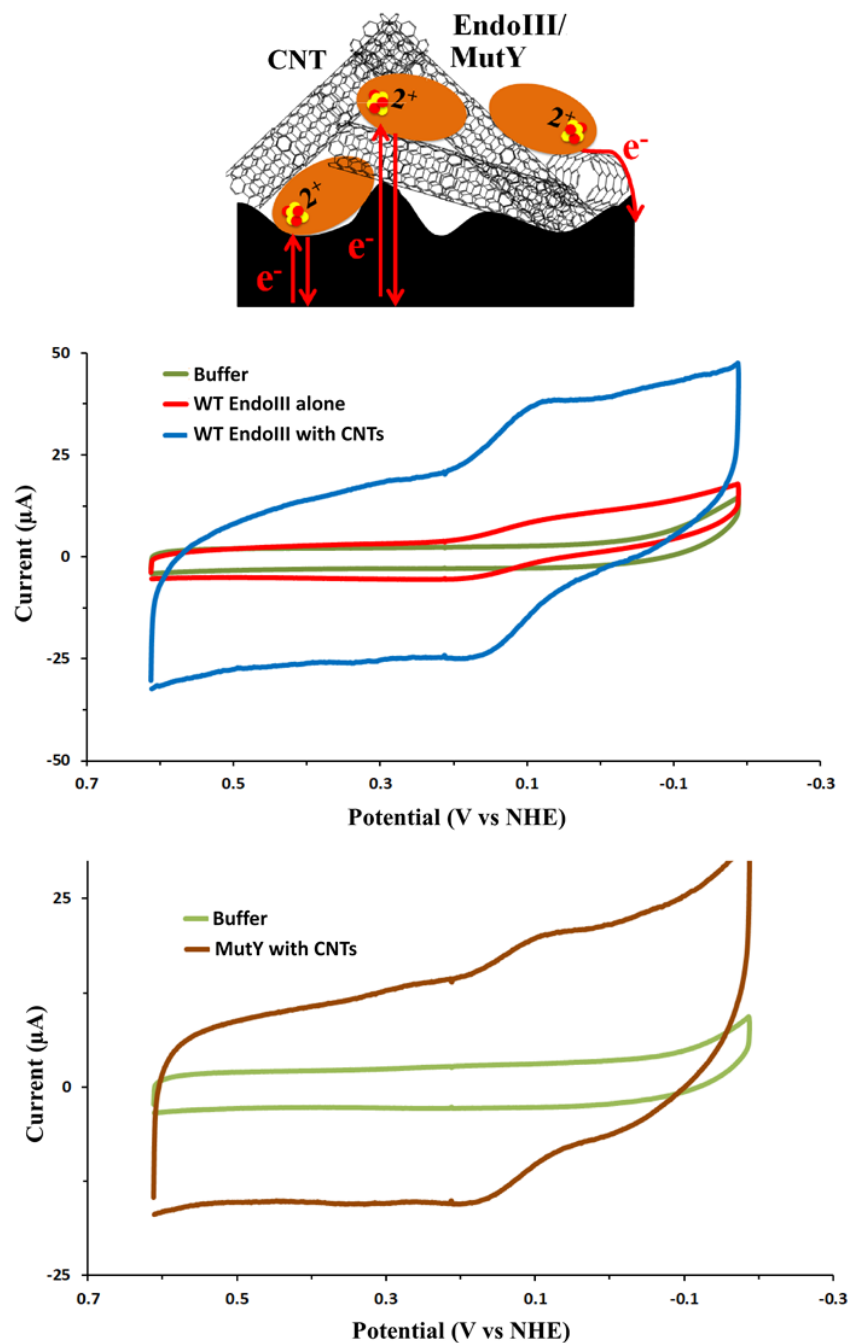 CNT
EndoIII/
MutY
2+
2+
2+
e-
e-
e-
50
25
0
-25
-50
Current (µA)
Buffer
WT EndoIII alone
WT EndoIII with CNTs
0.7
0.5
0.3
0.1
-0.1
-0.3
Potential (V vs NHE)
25
0
-25
Current (µA)
Buffer
MutY with CNTs
0.7
0.5
0.3
0.1
-0.1
-0.3
Potential (V vs NHE)